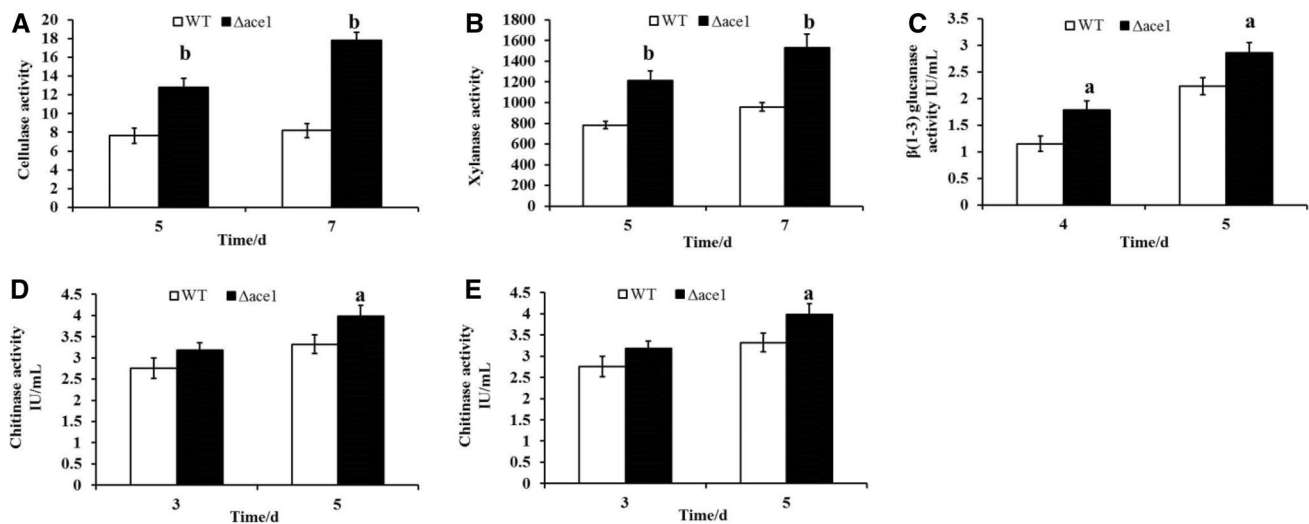 A
WT Δace1
Cellulase activity
20
18
16
14
12
10
8
6
4
2
0
b
b
5 7
Time/d
B
WT Δace1
Xylanase activity
1800
1600
1400
1200
1000
800
600
400
200
0
b
b
5 7
Time/d
C
WT Δace1
β(1-3) glucanase
activity IU/mL
3.5
3
2.5
2
1.5
1
0.5
0
a
a
4 5
Time/d
D
WT Δace1
Chitinase activity
IU/mL
4.5
4
3.5
3
2.5
2
1.5
1
0.5
0
a
3 5
Time/d
E
WT Δace1
Chitinase activity
IU/mL
4.5
4
3.5
3
2.5
2
1.5
1
0.5
0
a
3 5
Time/d